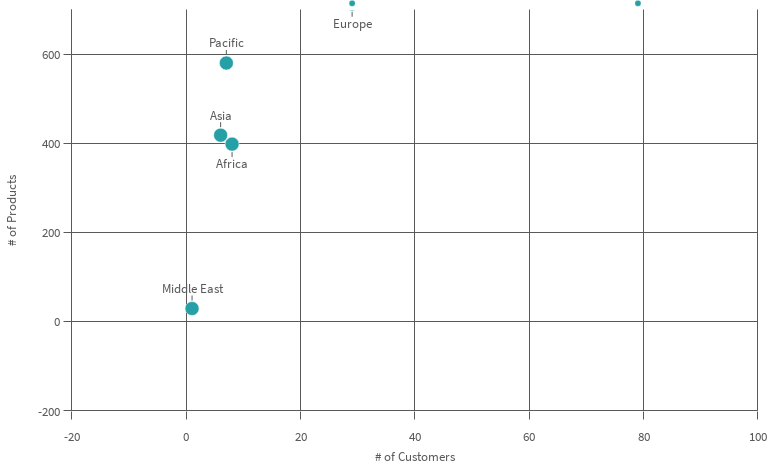 Europe
Pacific
600
Asia
400
Africa
# of Products
200
Middle East
0
-200
-20 0 20 40 60 80 100
# of Customers